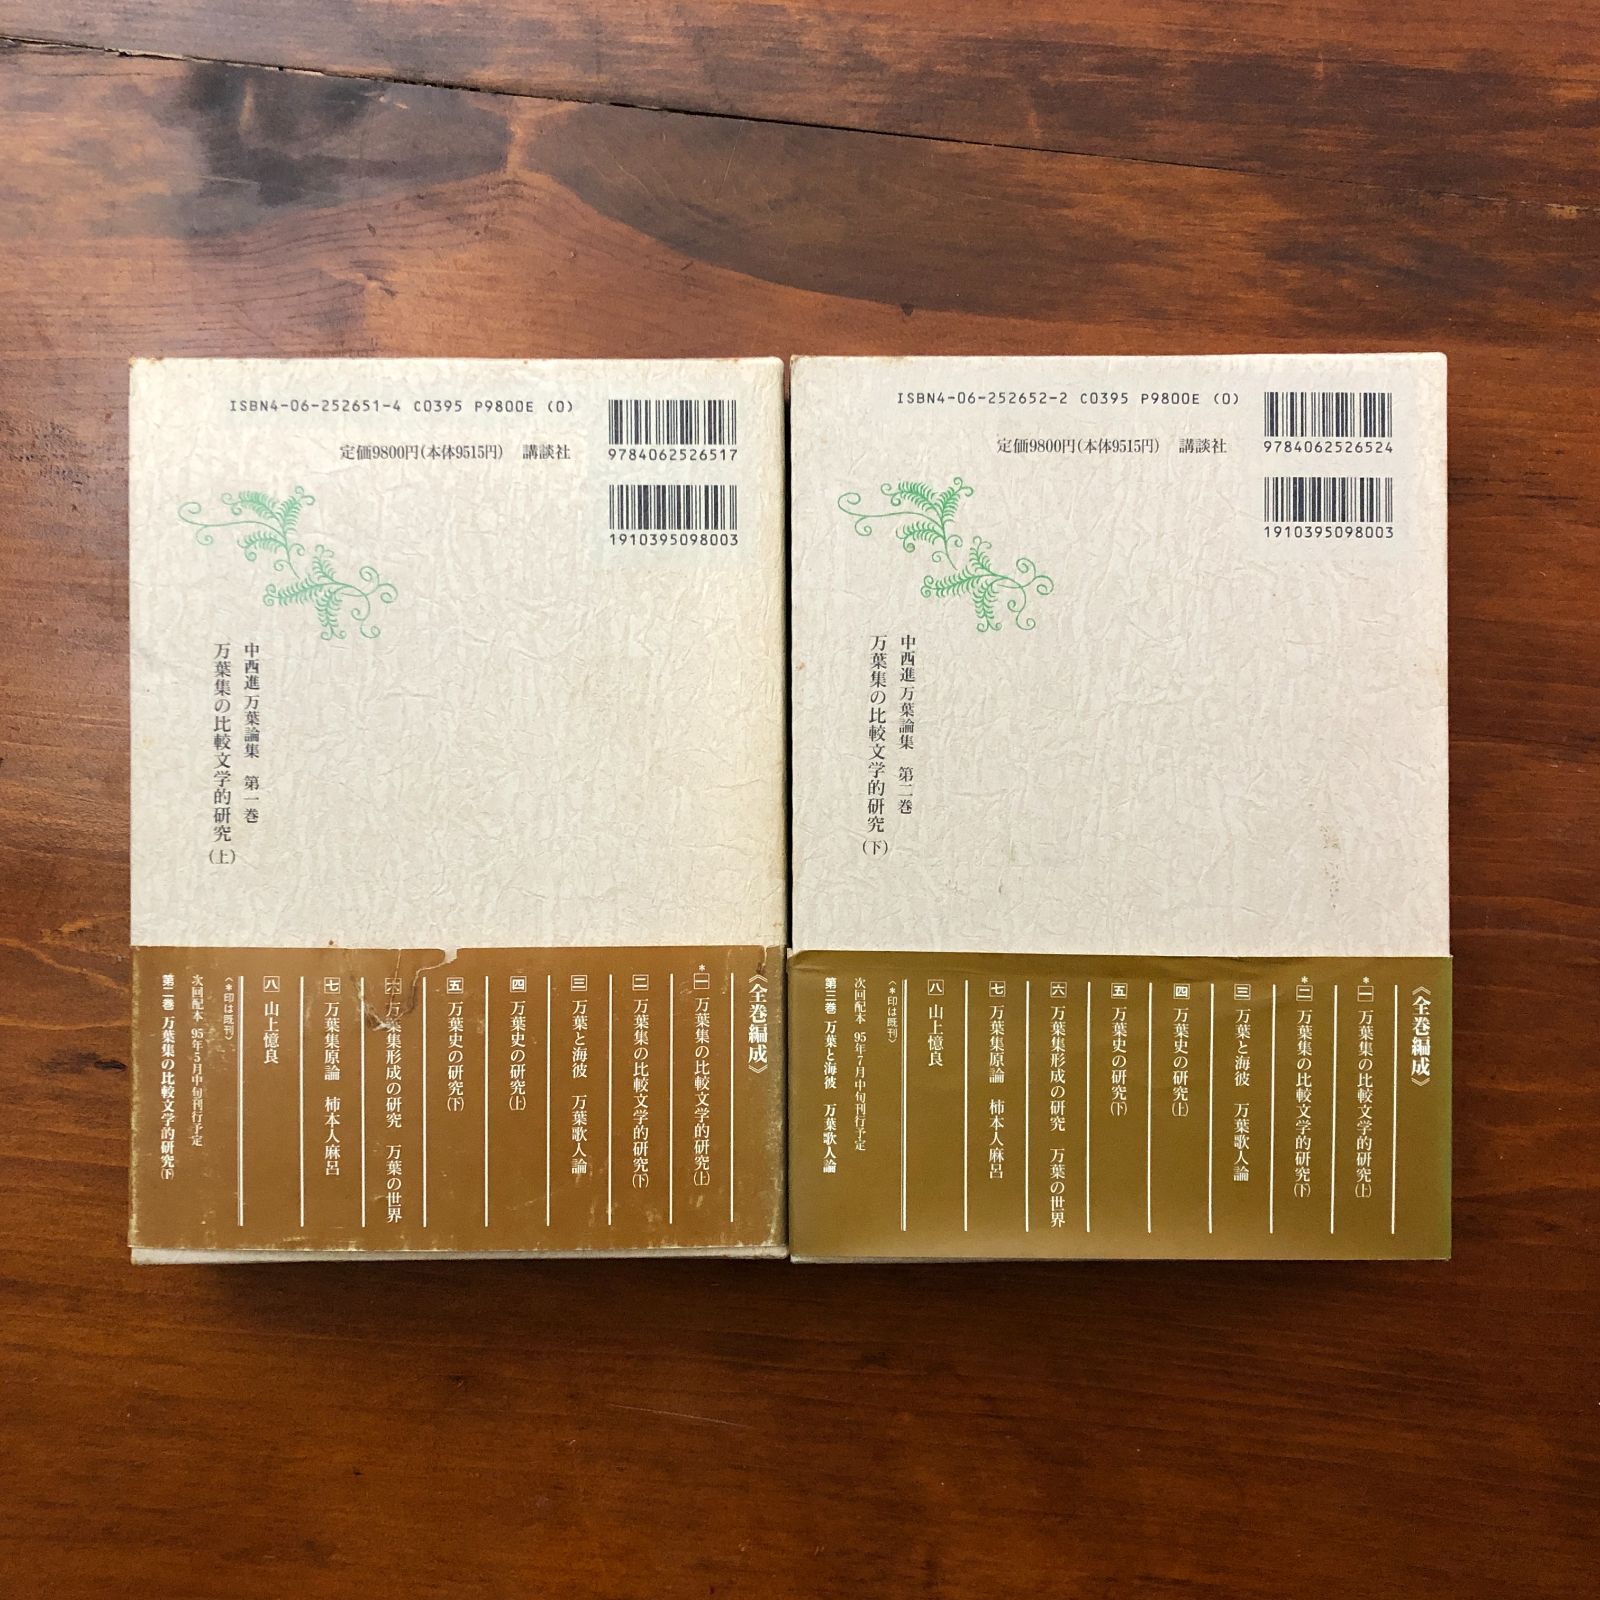 ISBN4-06-252651-4 C0395 P9800E (0)
定価9800円(本体9515円) 講談社
9784062526517
1910395098003
中西進 万葉論集 第一巻
万葉集の比較文学的研究(上)
《全巻編成》
*一 万葉集の比較文学的研究(上)
二 万葉集の比較文学的研究(下)
三 万葉と海彼 万葉歌人論
四 万葉史の研究(上)
五 万葉史の研究(下)
六 万葉集形成の研究 万葉の世界
七 万葉集原論 柿本人麻呂
八 山上憶良
〈*印は既刊〉
次回配本 95年5月中旬刊行予定
第二巻 万葉集の比較文学的研究(下)
ISBN4-06-252652-2 C0395 P9800E (0)
定価9800円(本体9515円) 講談社
9784062526524
1910395098003
中西進 万葉論集 第二巻
万葉集の比較文学的研究(下)
《全巻編成》
*一 万葉集の比較文学的研究(上)
*二 万葉集の比較文学的研究(下)
三 万葉と海彼 万葉歌人論
四 万葉史の研究(上)
五 万葉史の研究(下)
六 万葉集形成の研究 万葉の世界
七 万葉集原論 柿本人麻呂
八 山上憶良
〈*印は既刊〉
次回配本 95年7月中旬刊行予定
第三巻 万葉と海彼 万葉歌人論